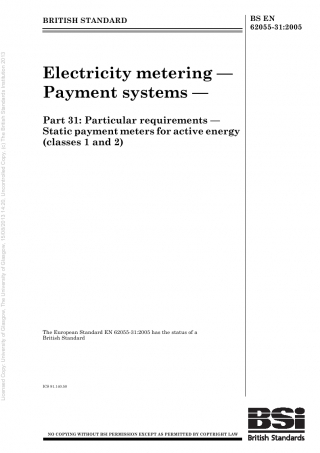 BRITISH STANDARD
BS EN
62055-31:2005
Electricity metering —
Payment systems —
Part 31: Particular requirements —
Static payment meters for active energy
(classes 1 and 2)
The European Standard EN 62055-31:2005 has the status of a
British Standard
NO COPYING WITHOUT BSI PERMISSION EXCEPT AS PERMITTED BY COPYRIGHT LAW
BSi
British Standards